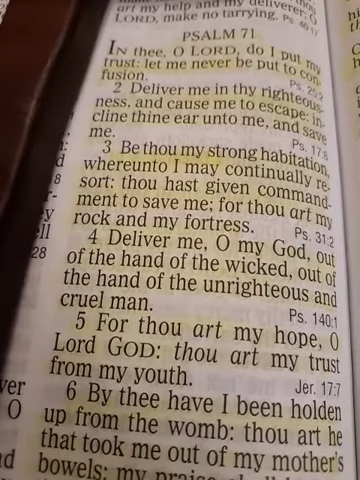 art my help and my deliverer; O
LORD, make no tarrying. Ps. 40:17
PSALM 71
IN thee, O LORD, do I put my
trust: let me never be put to con-
fusion. Ps. 25:2
2 Deliver me in thy righteous-
ness, and cause me to escape: in-
cline thine ear unto me, and save
me. Ps. 17:6
3 Be thou my strong habitation,
whereunto I may continually re-
sort: thou hast given command-
ment to save me; for thou art my
rock and my fortress. Ps. 31:2
4 Deliver me, O my God, out
of the hand of the wicked, out of
the hand of the unrighteous and
cruel man. Ps. 140:1
5 For thou art my hope, O
Lord GOD: thou art my trust
from my youth. Jer. 17:7
6 By thee have I been holden
up from the womb: thou art he
that took me out of my mother's
bowels: my praise shall